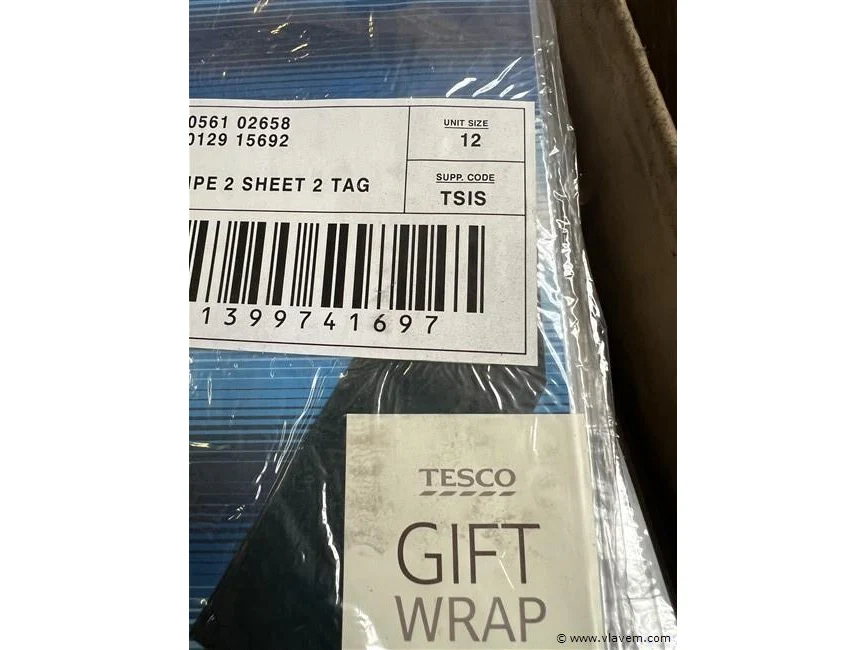 0561 02658
0129 15692
UNIT SIZE
12
IPE 2 SHEET 2 TAG
SUPP. CODE
TSIS
1399741697
TESCO
GIFT
WRAP
© www.vlavem.com